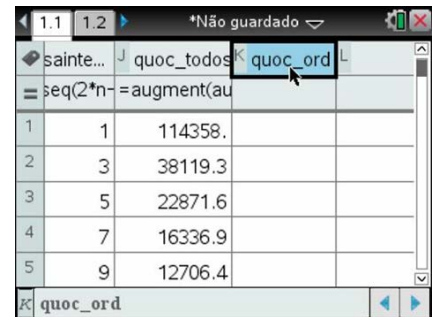 1.1 1.2 *Não guardado
sainte... J quoc_todos K quoc_ord L
= seq(2*n- =augment(au
1 1 114358.
2 3 38119.3
3 5 22871.6
4 7 16336.9
5 9 12706.4
K quoc_ord